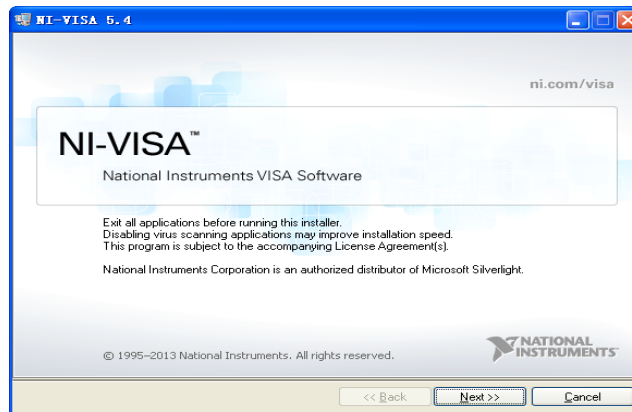 NI-VISA 5.4
ni.com/visa
NI-VISA™
National Instruments VISA Software
Exit all applications before running this installer.
Disabling virus scanning applications may improve installation speed.
This program is subject to the accompanying License Agreement(s).
National Instruments Corporation is an authorized distributor of Microsoft Silverlight.
© 1995–2013 National Instruments. All rights reserved.
NATIONAL
INSTRUMENTS™
<< Back
Next >>
Cancel